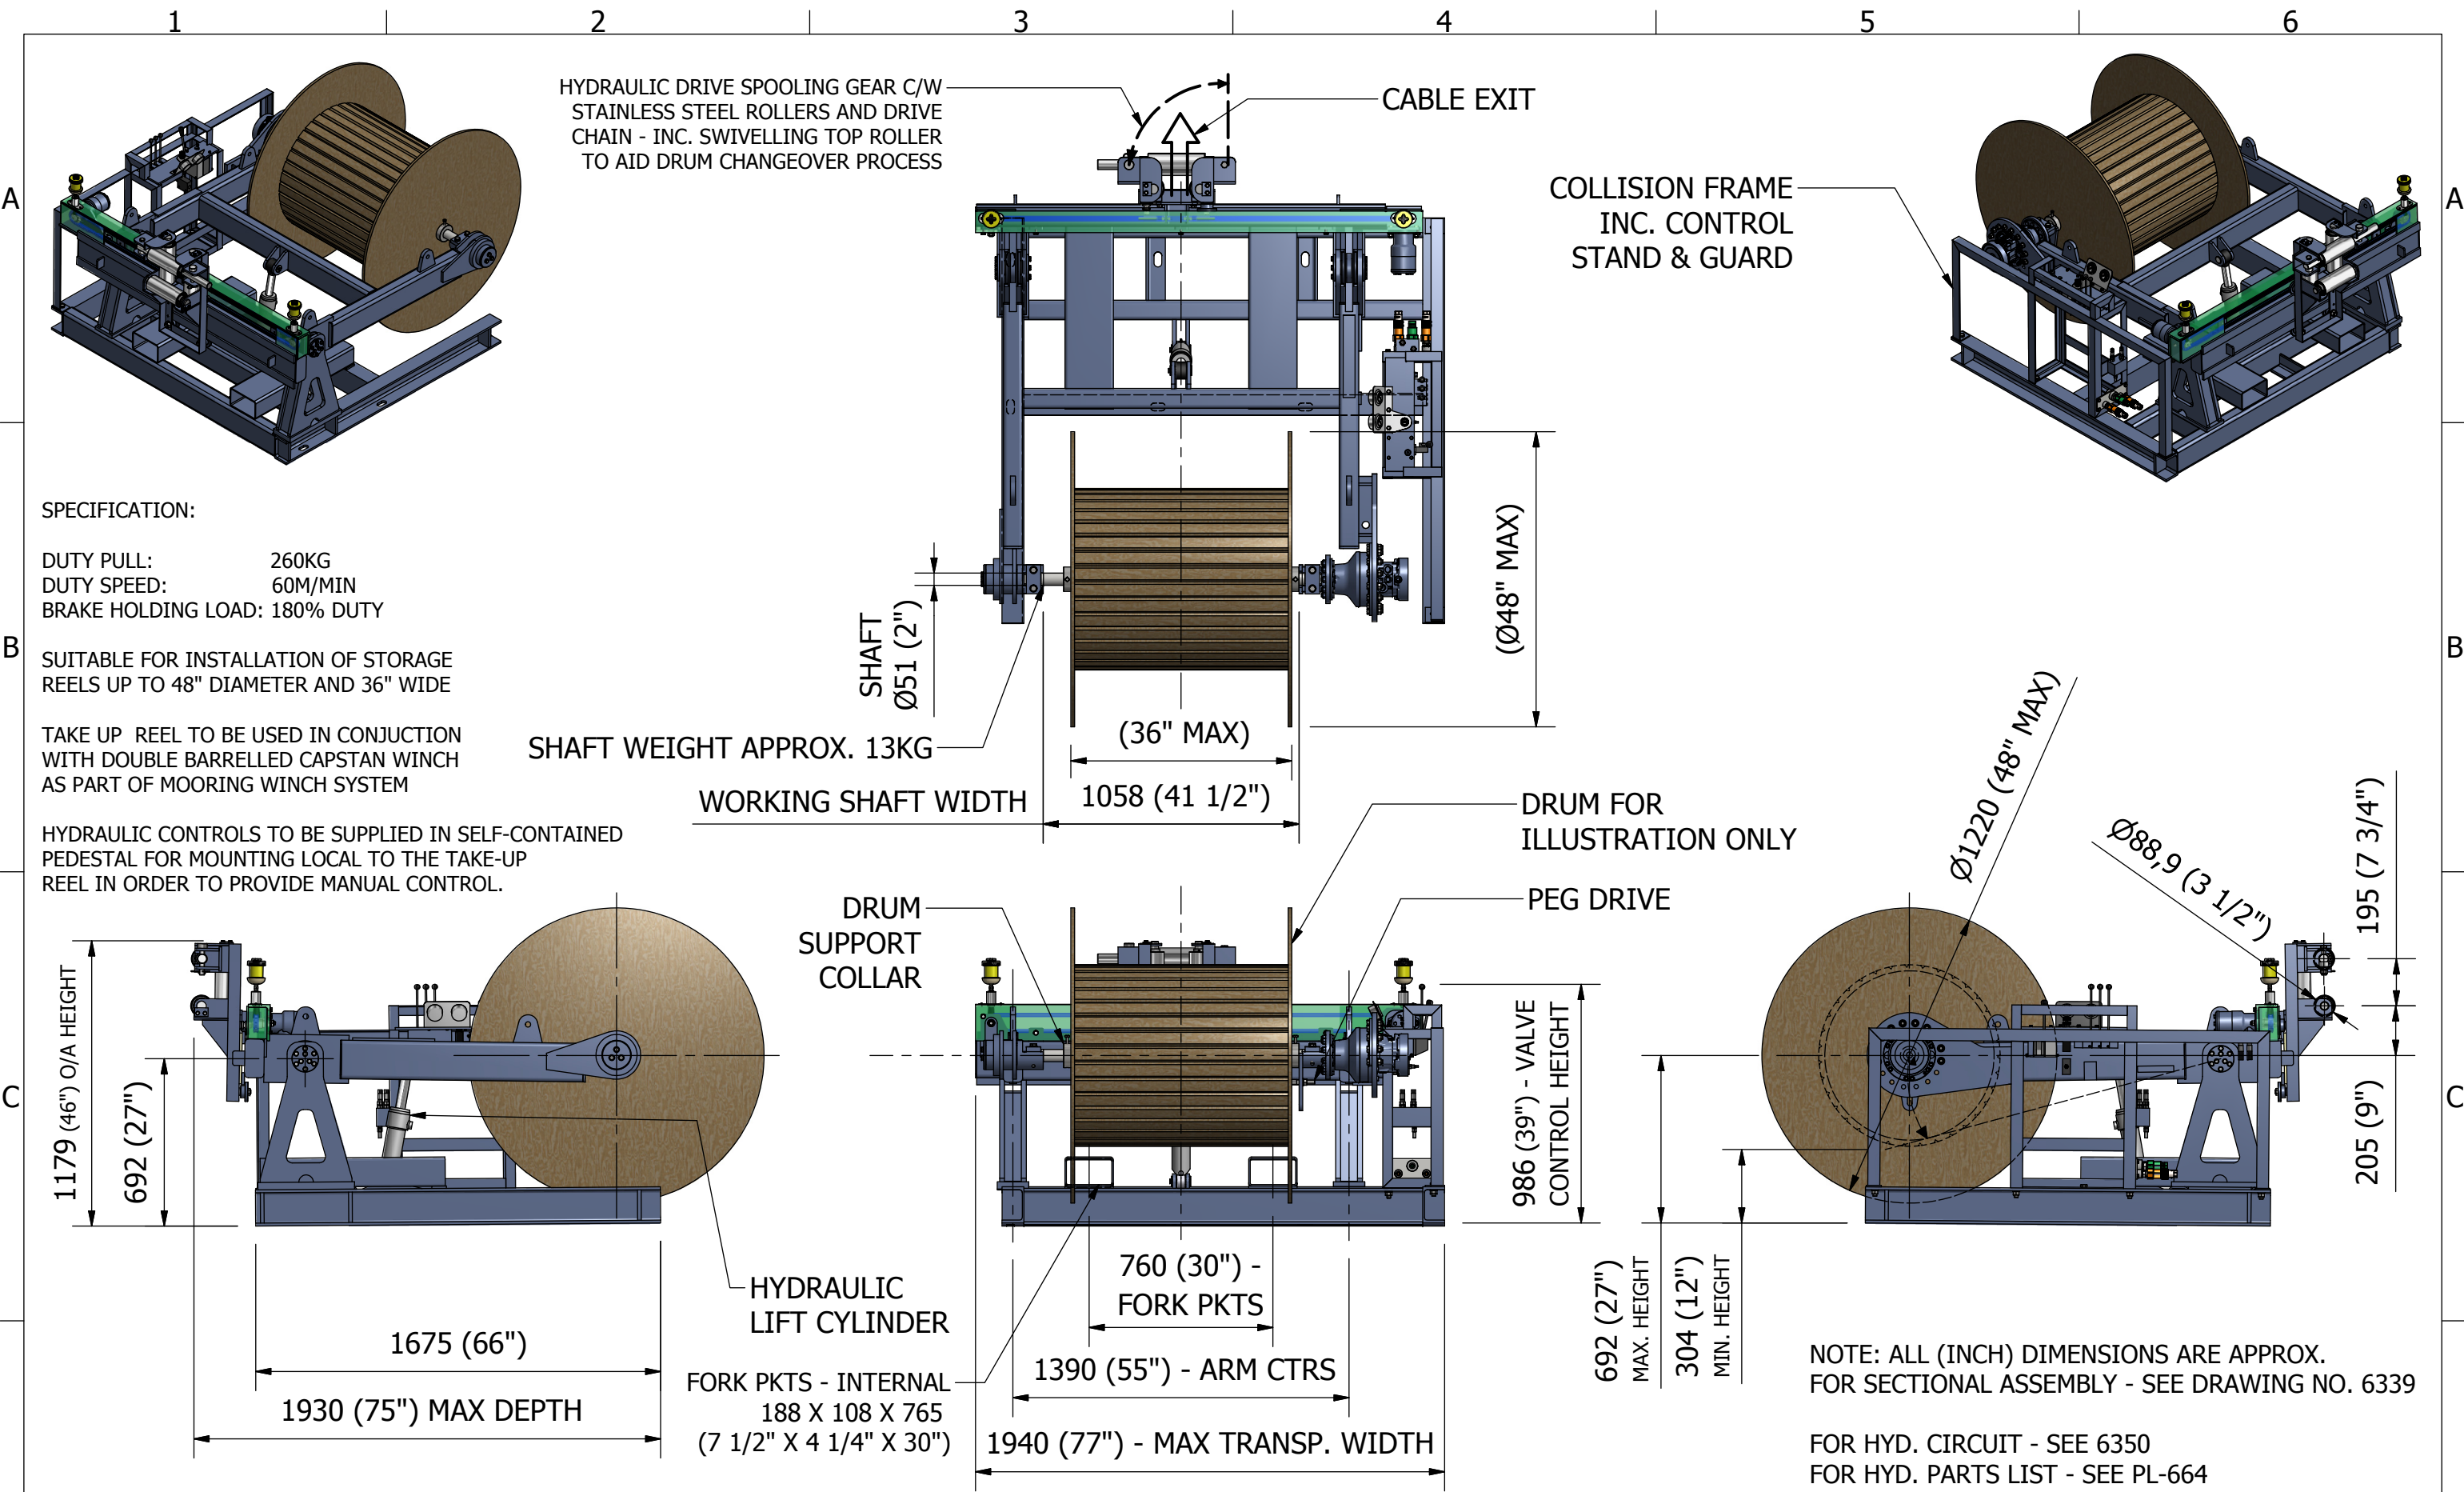 1 2 3 4 5 6
HYDRAULIC DRIVE SPOOLING GEAR C/W
STAINLESS STEEL ROLLERS AND DRIVE
CHAIN - INC. SWIVELLING TOP ROLLER
TO AID DRUM CHANGEOVER PROCESS
CABLE EXIT
COLLISION FRAME
INC. CONTROL
STAND & GUARD
A
A
SPECIFICATION:
DUTY PULL: 260KG
DUTY SPEED: 60M/MIN
BRAKE HOLDING LOAD: 180% DUTY
SUITABLE FOR INSTALLATION OF STORAGE
REELS UP TO 48" DIAMETER AND 36" WIDE
TAKE UP REEL TO BE USED IN CONJUCTION
WITH DOUBLE BARRELLED CAPSTAN WINCH
AS PART OF MOORING WINCH SYSTEM
HYDRAULIC CONTROLS TO BE SUPPLIED IN SELF-CONTAINED
PEDESTAL FOR MOUNTING LOCAL TO THE TAKE-UP
REEL IN ORDER TO PROVIDE MANUAL CONTROL.
B
B
SHAFT
Ø51 (2")
(Ø48" MAX)
SHAFT WEIGHT APPROX. 13KG
(36" MAX)
WORKING SHAFT WIDTH
1058 (41 1/2")
DRUM FOR
ILLUSTRATION ONLY
PEG DRIVE
DRUM
SUPPORT
COLLAR
Ø1220 (48" MAX)
Ø88,9 (3 1/2")
195 (7 3/4")
205 (9")
C
C
1179 (46") O/A HEIGHT
692 (27")
986 (39") - VALVE
CONTROL HEIGHT
HYDRAULIC
LIFT CYLINDER
760 (30") -
FORK PKTS
692 (27")
MAX. HEIGHT
304 (12")
MIN. HEIGHT
1675 (66")
1930 (75") MAX DEPTH
FORK PKTS - INTERNAL
188 X 108 X 765
(7 1/2" X 4 1/4" X 30")
1390 (55") - ARM CTRS
1940 (77") - MAX TRANSP. WIDTH
NOTE: ALL (INCH) DIMENSIONS ARE APPROX.
FOR SECTIONAL ASSEMBLY - SEE DRAWING NO. 6339
FOR HYD. CIRCUIT - SEE 6350
FOR HYD. PARTS LIST - SEE PL-664